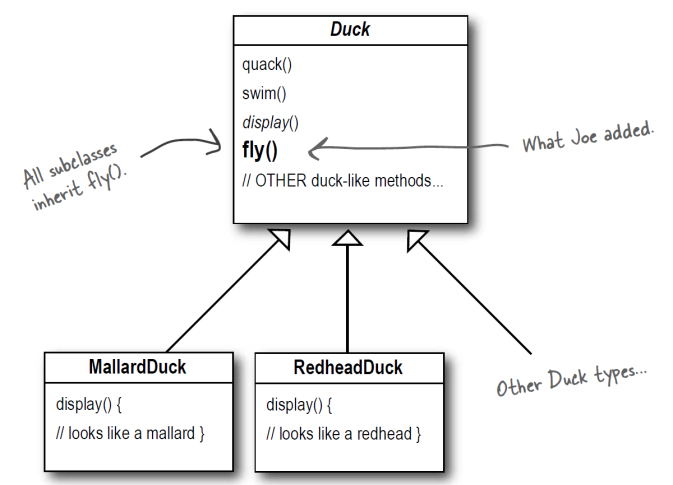 Duck
quack()
swim()
display()
fly()
// OTHER duck-like methods...
All subclasses
inherit fly().
What Joe added.
MallardDuck
display() {
// looks like a mallard }
RedheadDuck
display() {
// looks like a redhead }
Other Duck types...